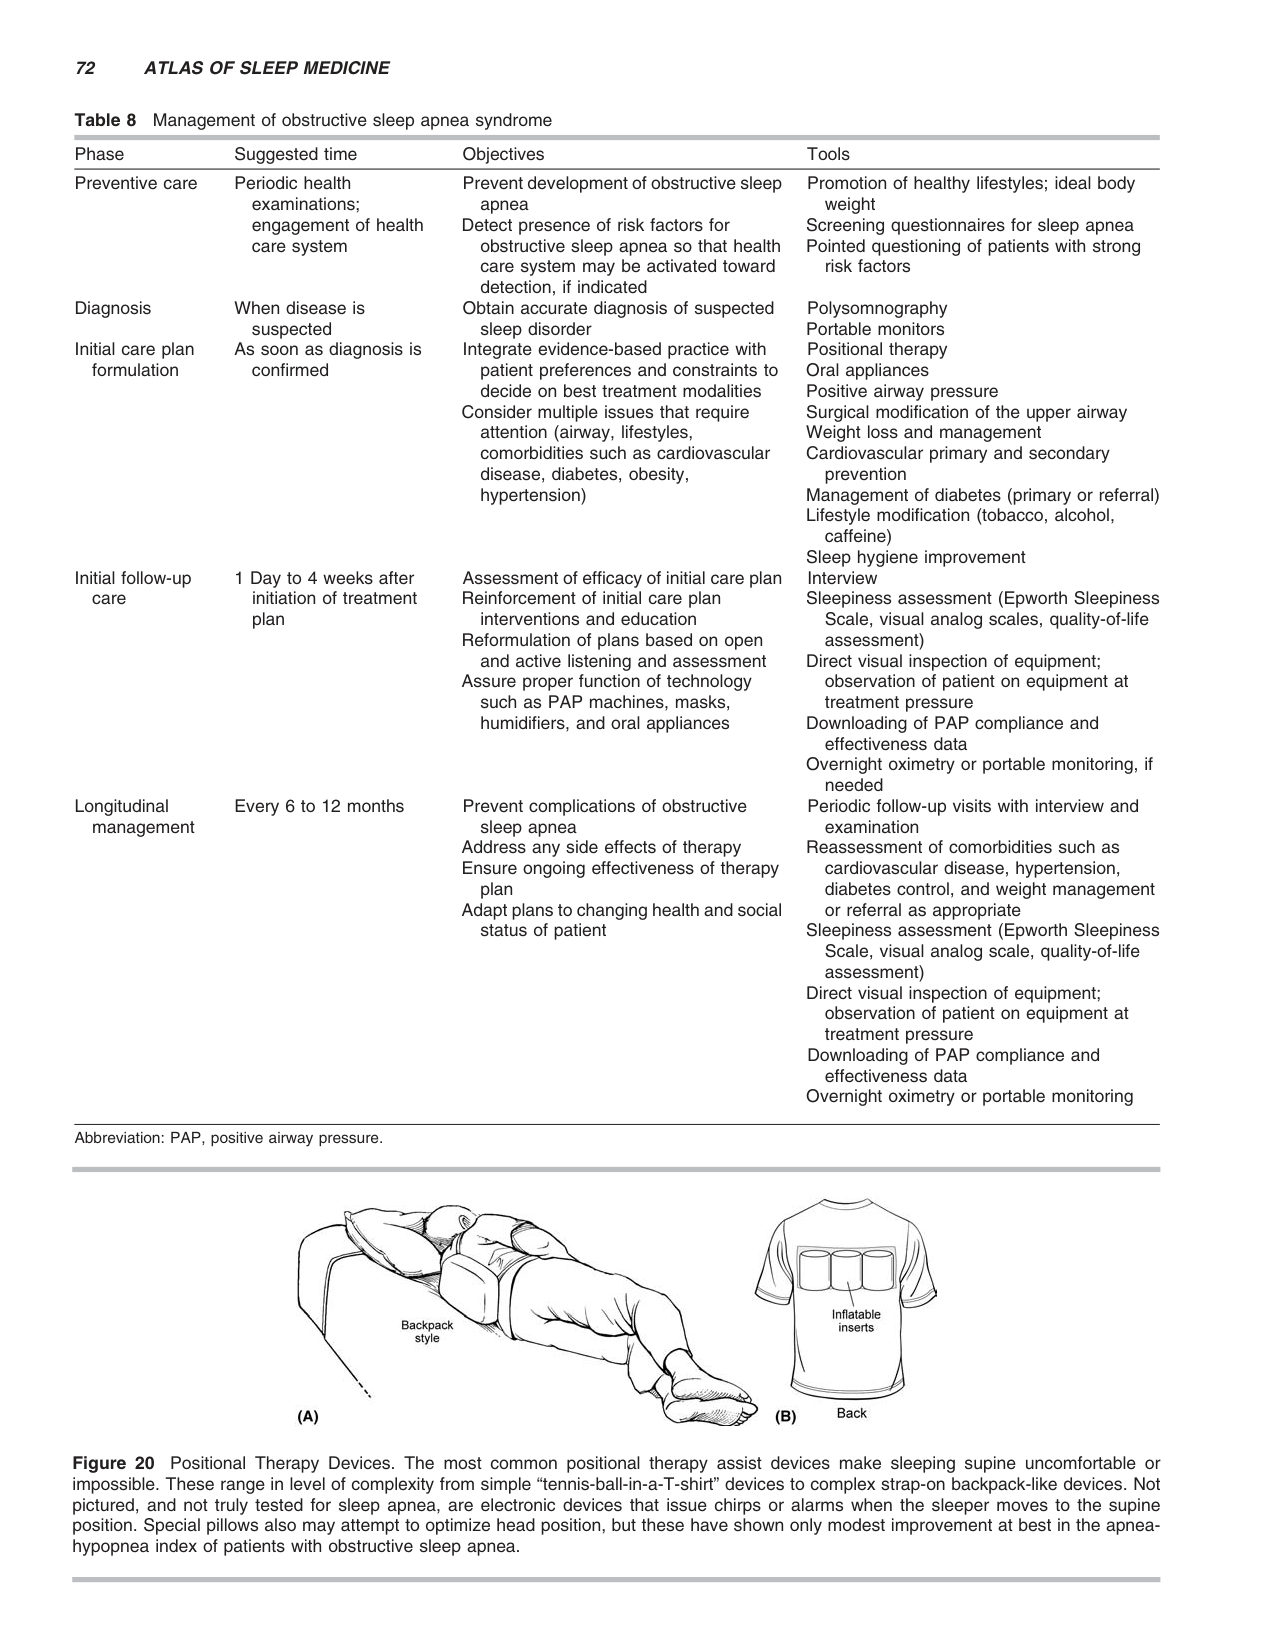 72 ATLAS OF SLEEP MEDICINE
Table 8 Management of obstructive sleep apnea syndrome
Phase Suggested time Objectives Tools
Preventive care Periodic health Prevent development of obstructive sleep Promotion of healthy lifestyles; ideal body
examinations; apnea weight
engagement of health Detect presence of risk factors for Screening questionnaires for sleep apnea
care system obstructive sleep apnea so that health Pointed questioning of patients with strong
care system may be activated toward risk factors
detection, if indicated
Diagnosis When disease is Obtain accurate diagnosis of suspected Polysomnography
suspected sleep disorder Portable monitors
Initial care plan As soon as diagnosis is Integrate evidence-based practice with Positional therapy
formulation confirmed patient preferences and constraints to Oral appliances
decide on best treatment modalities Positive airway pressure
Consider multiple issues that require Surgical modification of the upper airway
attention (airway, lifestyles, Weight loss and management
comorbidities such as cardiovascular Cardiovascular primary and secondary
disease, diabetes, obesity, prevention
hypertension) Management of diabetes (primary or referral)
Lifestyle modification (tobacco, alcohol,
caffeine)
Sleep hygiene improvement
Initial follow-up 1 Day to 4 weeks after Assessment of efficacy of initial care plan Interview
care initiation of treatment Reinforcement of initial care plan Sleepiness assessment (Epworth Sleepiness
plan interventions and education Scale, visual analog scales, quality-of-life
Reformulation of plans based on open assessment)
and active listening and assessment Direct visual inspection of equipment;
Assure proper function of technology observation of patient on equipment at
such as PAP machines, masks, treatment pressure
humidifiers, and oral appliances Downloading of PAP compliance and
effectiveness data
Overnight oximetry or portable monitoring, if
needed
Longitudinal Every 6 to 12 months Prevent complications of obstructive Periodic follow-up visits with interview and
management sleep apnea examination
Address any side effects of therapy Reassessment of comorbidities such as
Ensure ongoing effectiveness of therapy cardiovascular disease, hypertension,
plan diabetes control, and weight management
Adapt plans to changing health and social or referral as appropriate
status of patient Sleepiness assessment (Epworth Sleepiness
Scale, visual analog scale, quality-of-life
assessment)
Direct visual inspection of equipment;
observation of patient on equipment at
treatment pressure
Downloading of PAP compliance and
effectiveness data
Overnight oximetry or portable monitoring
Abbreviation: PAP, positive airway pressure.
Backpack
style
(A)
Inflatable
inserts
(B) Back
Figure 20 Positional Therapy Devices. The most common positional therapy assist devices make sleeping supine uncomfortable or
impossible. These range in level of complexity from simple “tennis-ball-in-a-T-shirt” devices to complex strap-on backpack-like devices. Not
pictured, and not truly tested for sleep apnea, are electronic devices that issue chirps or alarms when the sleeper moves to the supine
position. Special pillows also may attempt to optimize head position, but these have shown only modest improvement at best in the apnea-
hypopnea index of patients with obstructive sleep apnea.